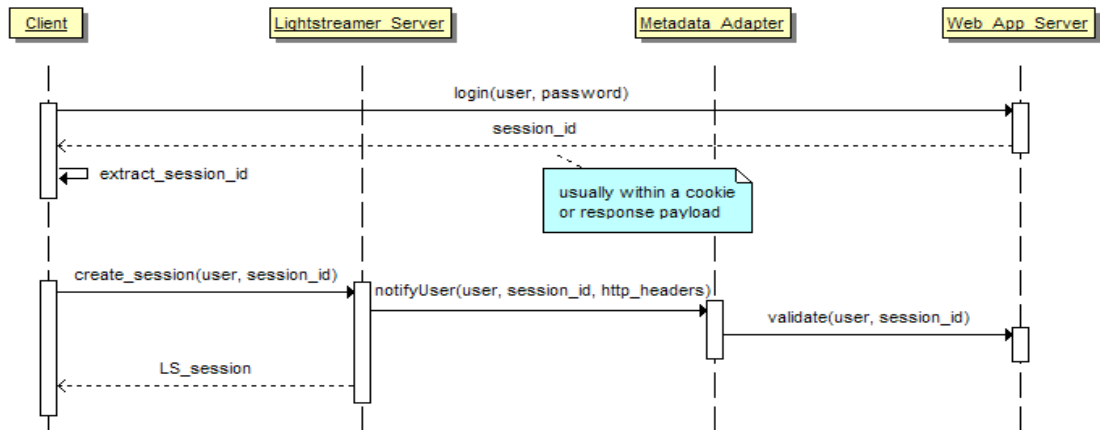 Client
Lightstreamer_Server
Metadata_Adapter
Web_App_Server
login(user, password)
session_id
extract_session_id
usually within a cookie
or response payload
create_session(user, session_id)
notifyUser(user, session_id, http_headers)
validate(user, session_id)
LS_session